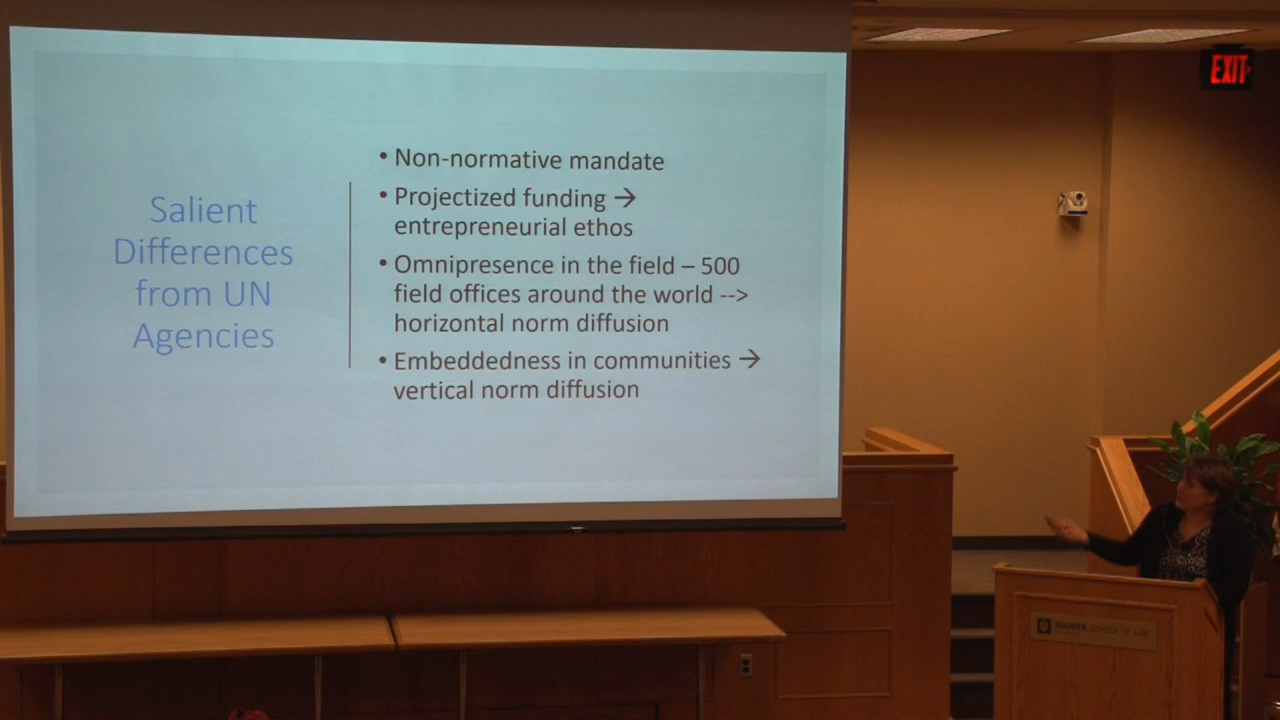 Salient
Differences
from UN
Agencies
• Non-normative mandate
• Projectized funding →
entrepreneurial ethos
• Omnipresence in the field – 500
field offices around the world -->
horizontal norm diffusion
• Embeddedness in communities →
vertical norm diffusion
EXIT
MAURER SCHOOL OF LAW